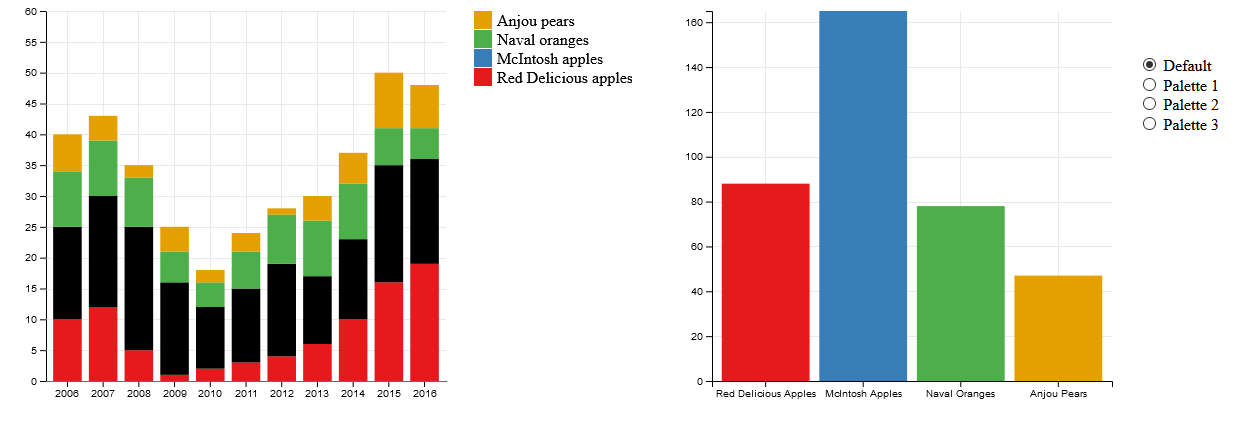 60
55
50
45
40
35
30
25
20
15
10
5
0
2006 2007 2008 2009 2010 2011 2012 2013 2014 2015 2016
Anjou pears
Naval oranges
McIntosh apples
Red Delicious apples
160
140
120
100
80
60
40
20
0
Red Delicious Apples McIntosh Apples Naval Oranges Anjou Pears
Default
Palette 1
Palette 2
Palette 3